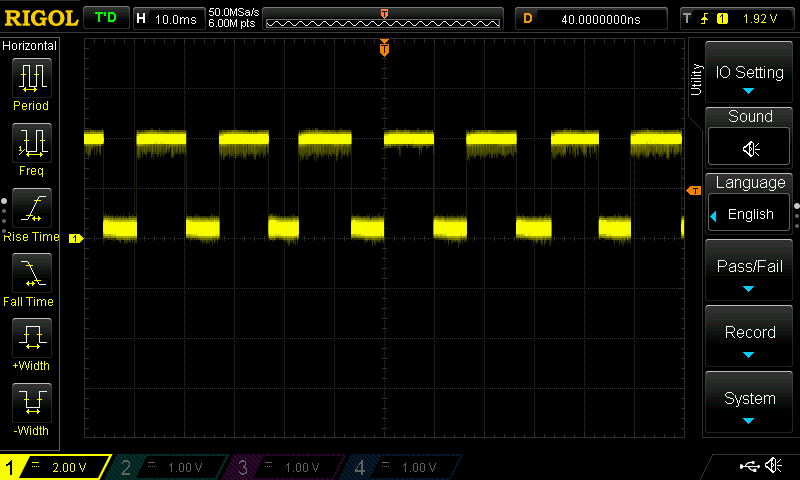 RIGOL T'D H 10.0ms 50.0MSa/s 6.00M pts T D 40.0000000ns T 1 1.92 V
Horizontal
Period
Freq
Rise Time
Fall Time
+Width
-Width
T
T
1
Utility
IO Setting
Sound
Language
English
Pass/Fail
Record
System
1 2.00 V 2 1.00 V 3 1.00 V 4 1.00 V